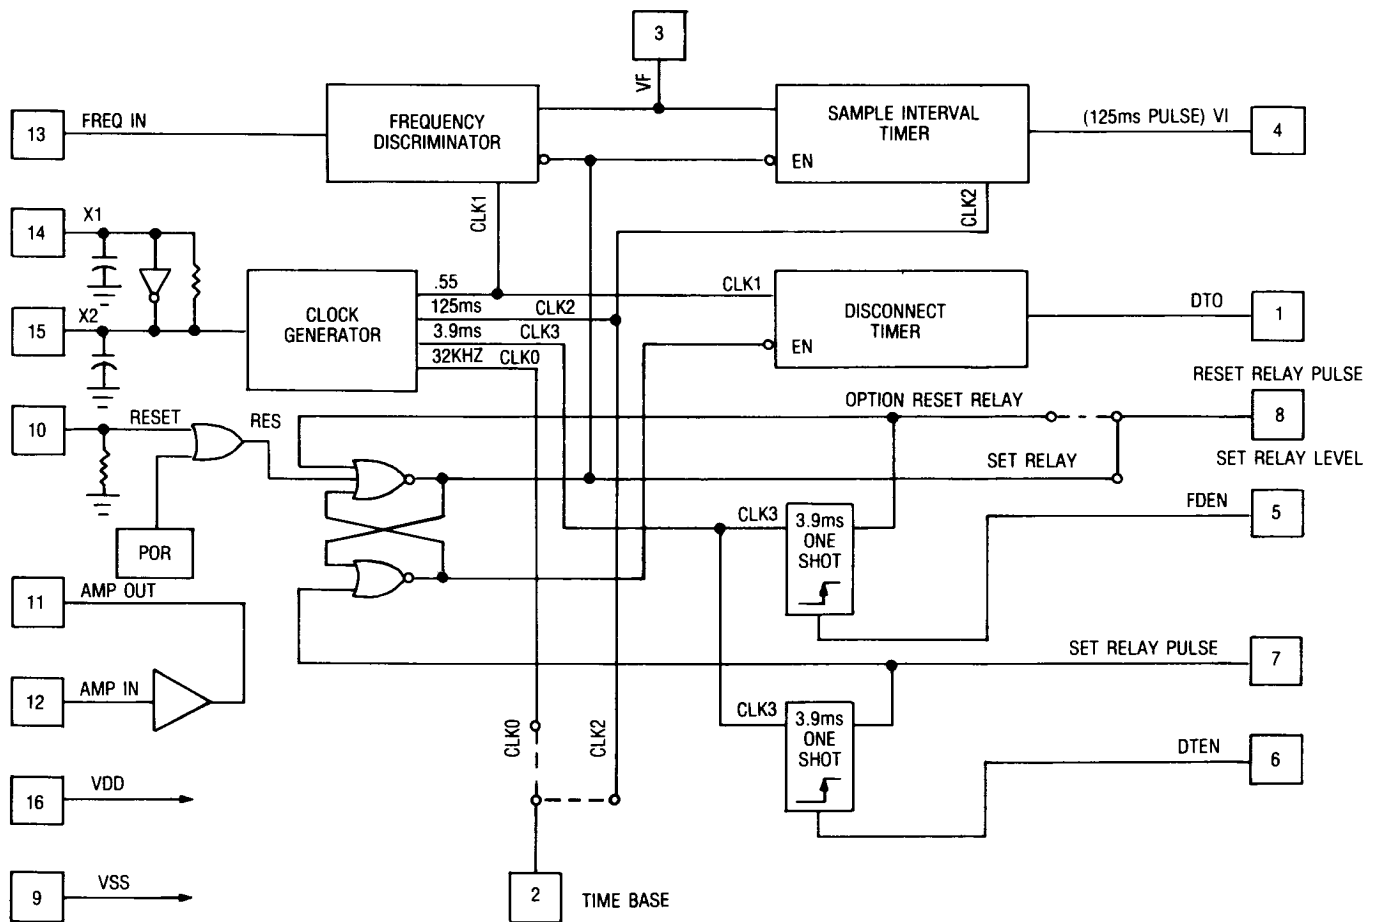 3
VF
13
FREQ IN
FREQUENCY
DISCRIMINATOR
SAMPLE INTERVAL
TIMER
EN
(125ms PULSE) VI
4
CLK1
CLK2
14
X1
15
X2
CLOCK
GENERATOR
.55
125ms
CLK2
3.9ms
CLK3
32KHZ
CLK0
CLK1
DISCONNECT
TIMER
EN
DTO
1
10
RESET
RES
POR
OPTION RESET RELAY
RESET RELAY PULSE
8
SET RELAY
SET RELAY LEVEL
CLK3
3.9ms
ONE
SHOT
FDEN
5
11
AMP OUT
12
AMP IN
SET RELAY PULSE
7
CLK3
3.9ms
ONE
SHOT
DTEN
6
CLK0
CLK2
16
VDD
9
VSS
2
TIME BASE